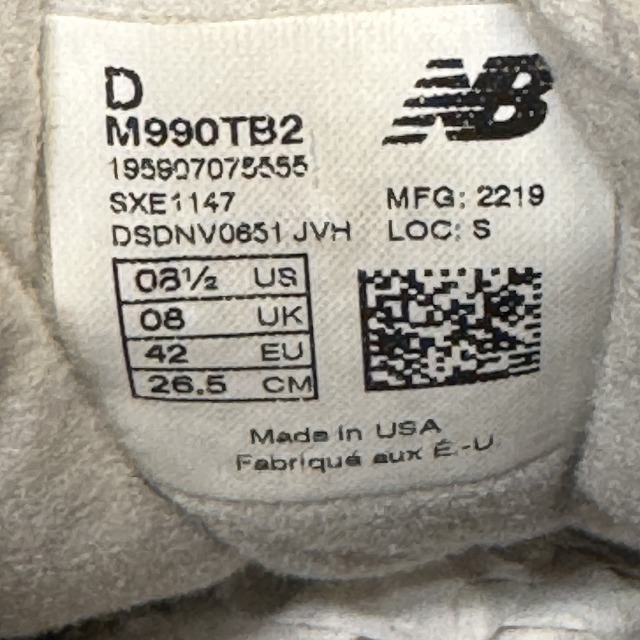 D
NB
M990TB2
195907075555
SXE1147
MFG: 2219
DSDNV0651 JVH
LOC: S
08½ US
08 UK
42 EU
26.5 CM
Made in USA
Fabriqué aux É.-U.